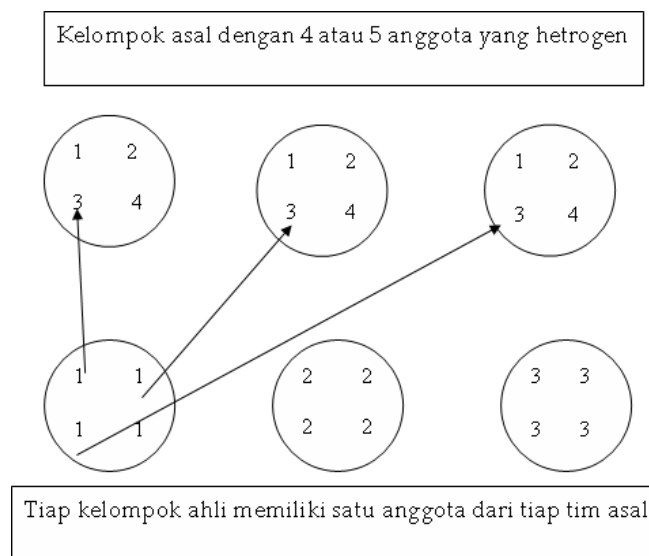 Kelompok asal dengan 4 atau 5 anggota yang hetrogen
1 2 1 2 1 2
3 4 3 4 3 4
1 1 2 2 3 3
1 1 2 2 3 3
Tiap kelompok ahli memiliki satu anggota dari tiap tim asal